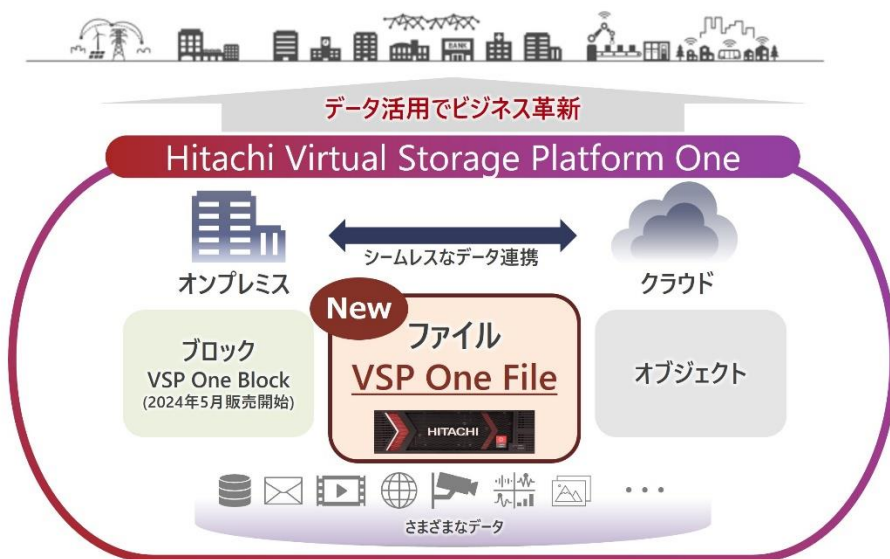 BANK
データ活用でビジネス革新
Hitachi Virtual Storage Platform One
オンプレミス
シームレスなデータ連携
クラウド
New
ブロック
VSP One Block
(2024年5月販売開始)
ファイル
VSP One File
HITACHI
オブジェクト
さまざまなデータ